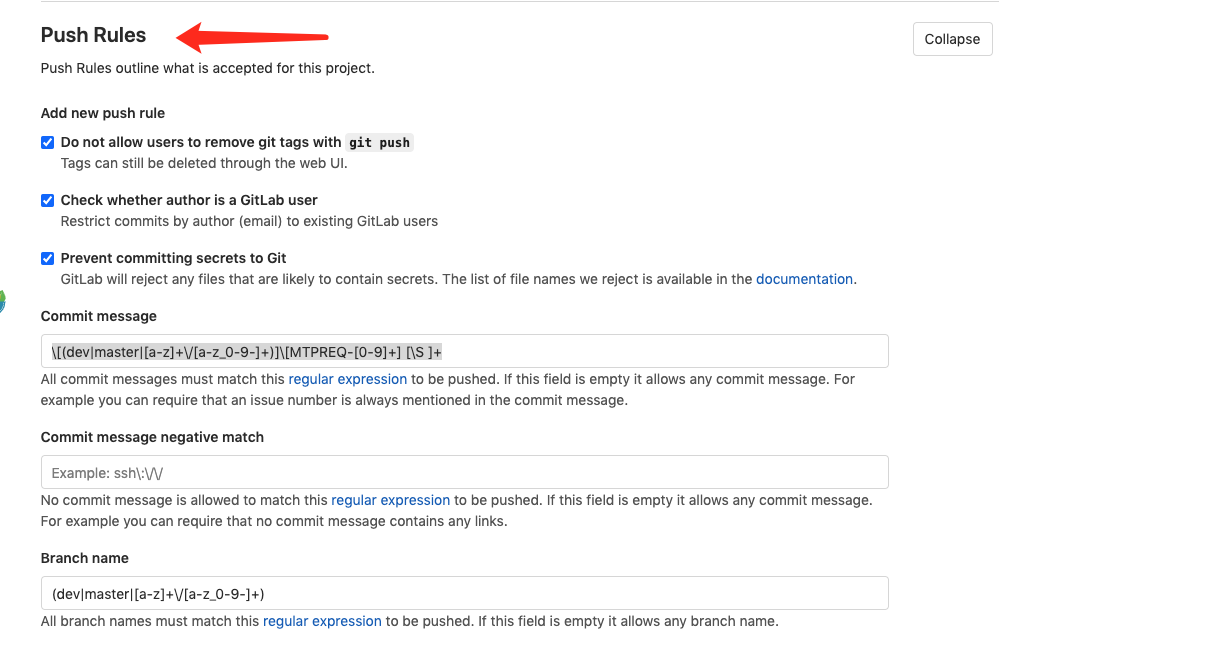 Push Rules
Collapse
Push Rules outline what is accepted for this project.
Add new push rule
Do not allow users to remove git tags with git push
Tags can still be deleted through the web UI.
Check whether author is a GitLab user
Restrict commits by author (email) to existing GitLab users
Prevent committing secrets to Git
GitLab will reject any files that are likely to contain secrets. The list of file names we reject is available in the documentation.
Commit message
\[(dev|master|[a-z]+\/[a-z_0-9-]+)]\[MTPREQ-[0-9]+] [\S ]+
All commit messages must match this regular expression to be pushed. If this field is empty it allows any commit message. For
example you can require that an issue number is always mentioned in the commit message.
Commit message negative match
Example: ssh\:\/\/
No commit message is allowed to match this regular expression to be pushed. If this field is empty it allows any commit message.
For example you can require that no commit message contains any links.
Branch name
(dev|master|[a-z]+\/[a-z_0-9-]+)
All branch names must match this regular expression to be pushed. If this field is empty it allows any branch name.